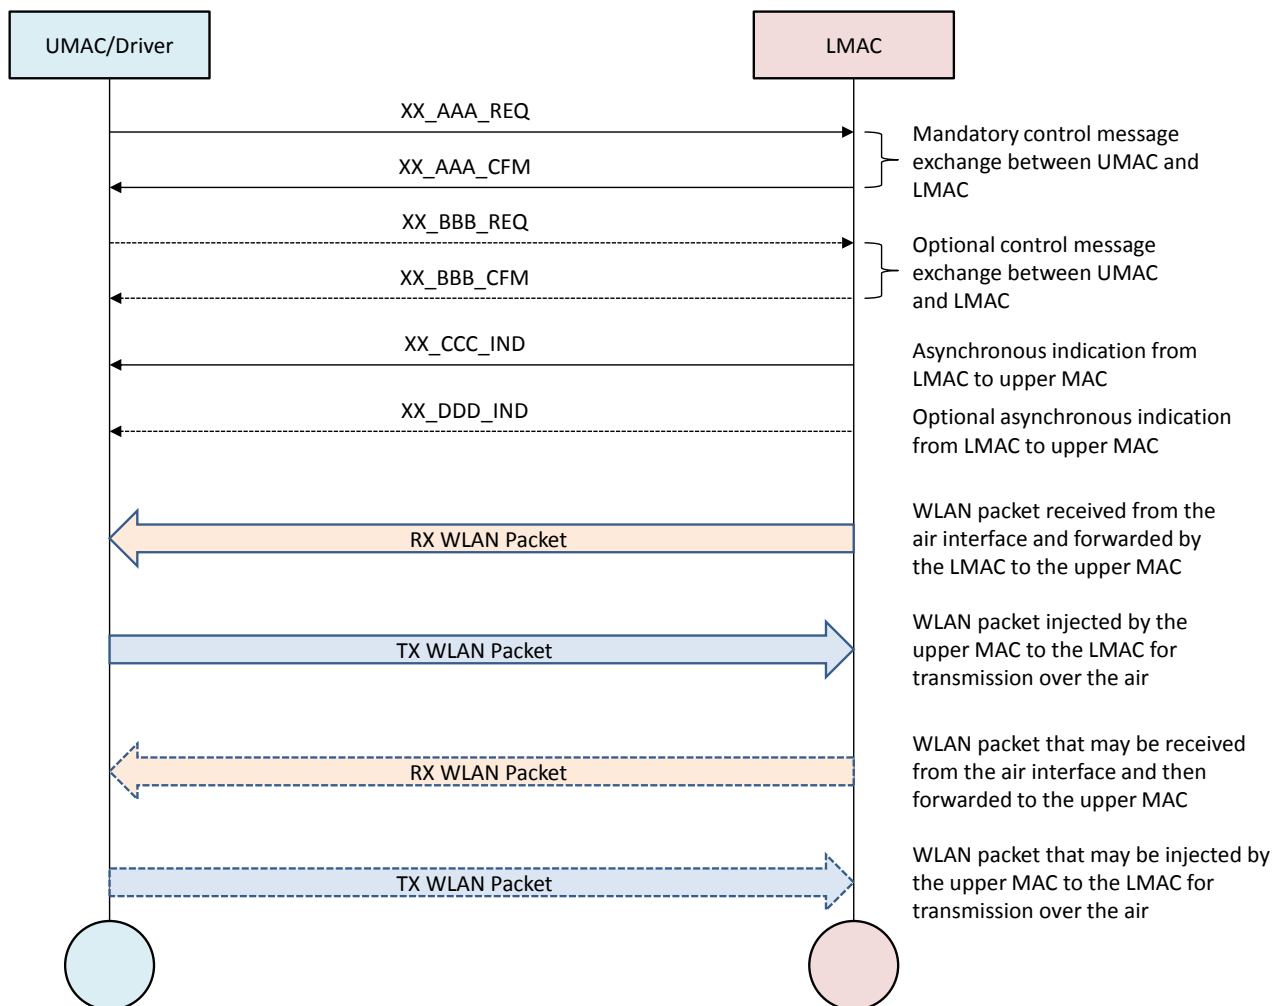 UMAC/Driver
LMAC
XX_AAA_REQ
XX_AAA_CFM
Mandatory control message
exchange between UMAC and
LMAC
XX_BBB_REQ
XX_BBB_CFM
Optional control message
exchange between UMAC
and LMAC
XX_CCC_IND
Asynchronous indication from
LMAC to upper MAC
XX_DDD_IND
Optional asynchronous indication
from LMAC to upper MAC
RX WLAN Packet
WLAN packet received from the
air interface and forwarded by
the LMAC to the upper MAC
TX WLAN Packet
WLAN packet injected by the
upper MAC to the LMAC for
transmission over the air
RX WLAN Packet
WLAN packet that may be received
from the air interface and then
forwarded to the upper MAC
TX WLAN Packet
WLAN packet that may be injected by
the upper MAC to the LMAC for
transmission over the air